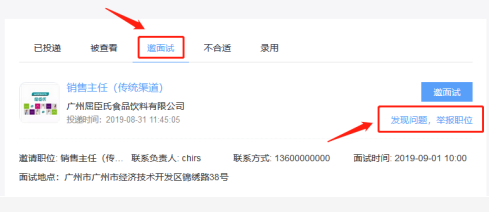 已投递 被查看 邀面试 不合适 录用
销售主任（传统渠道） 邀面试
广州屈臣氏食品饮料有限公司
投递时间: 2019-08-31 11:45:05 发现问题，举报职位
邀请职位: 销售主任（传... 联系负责人: chirs 联系方式: 13600000000 面试时间: 2019-09-01 10:00
面试地点: 广州市广州市经济技术开发区锦绣路38号